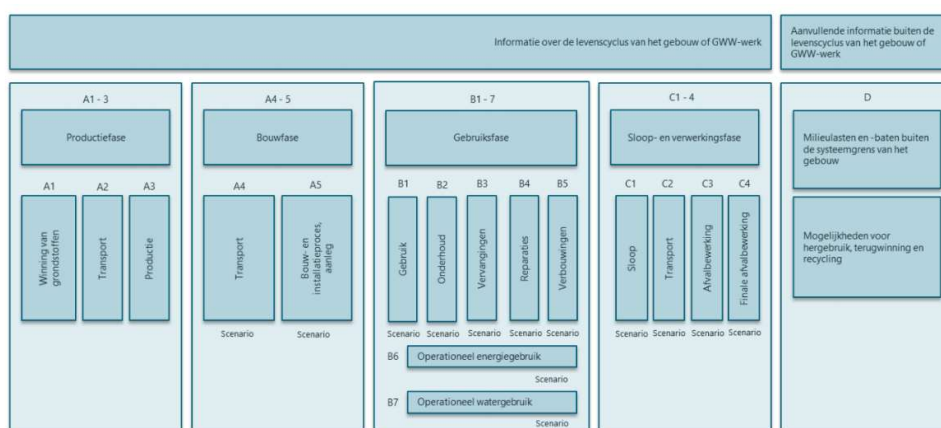 Informatie over de levenscyclus van het gebouw of GWW-werk
Aanvullende informatie buiten de
levenscyclus van het gebouw of
GWW-werk
A1 - 3
Productiefase
A1
A2
A3
Winning van
grondstoffen
Transport
Productie
A4 - 5
Bouwfase
A4
A5
Transport
Bouw- en
installatieproces,
aanleg
Scenario
Scenario
B1 - 7
Gebruiksfase
B1
B2
B3
B4
B5
Gebruik
Onderhoud
Vervangingen
Reparaties
Verbouwingen
Scenario
Scenario
Scenario
Scenario
Scenario
B6
Operationeel energiegebruik
Scenario
B7
Operationeel watergebruik
Scenario
C1 - 4
Sloop- en verwerkingsfase
C1
C2
C3
C4
Sloop
Transport
Afvalbewerking
Finale afvalbewerking
Scenario
Scenario
Scenario
Scenario
D
Milieulasten en -baten buiten
de systeemgrens van het
gebouw
Mogelijkheden voor
hergebruik, terugwinning en
recycling